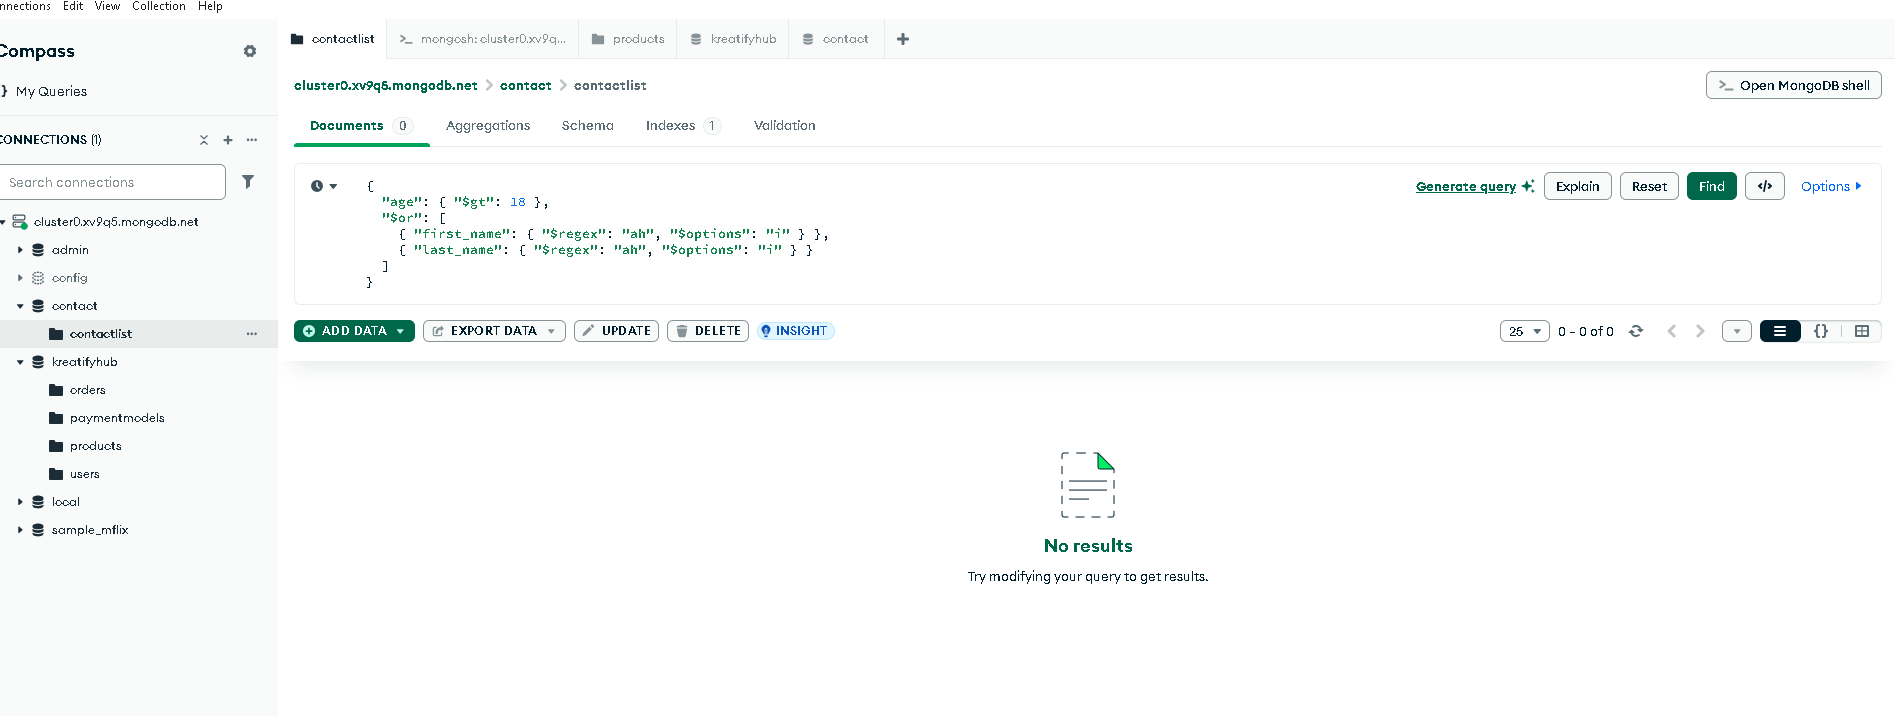 nnections Edit View Collection Help
Compass
My Queries
CONNECTIONS (1)
Search connections
cluster0.xv9q5.mongodb.net
admin
config
contact
contactlist
kreatifyhub
orders
paymentmodels
products
users
local
sample_mflix
contactlist mongosh: cluster0.xv9q... products kreatifyhub contact
cluster0.xv9q5.mongodb.net > contact > contactlist
>_ Open MongoDB shell
Documents 0 Aggregations Schema Indexes 1 Validation
Generate query Explain Reset Find </> Options
{
"age": { "$gt": 18 },
"$or": [
{ "first_name": { "$regex": "ah", "$options": "i" } },
{ "last_name": { "$regex": "ah", "$options": "i" } }
]
}
ADD DATA EXPORT DATA UPDATE DELETE INSIGHT
25 0 – 0 of 0 {}
No results
Try modifying your query to get results.